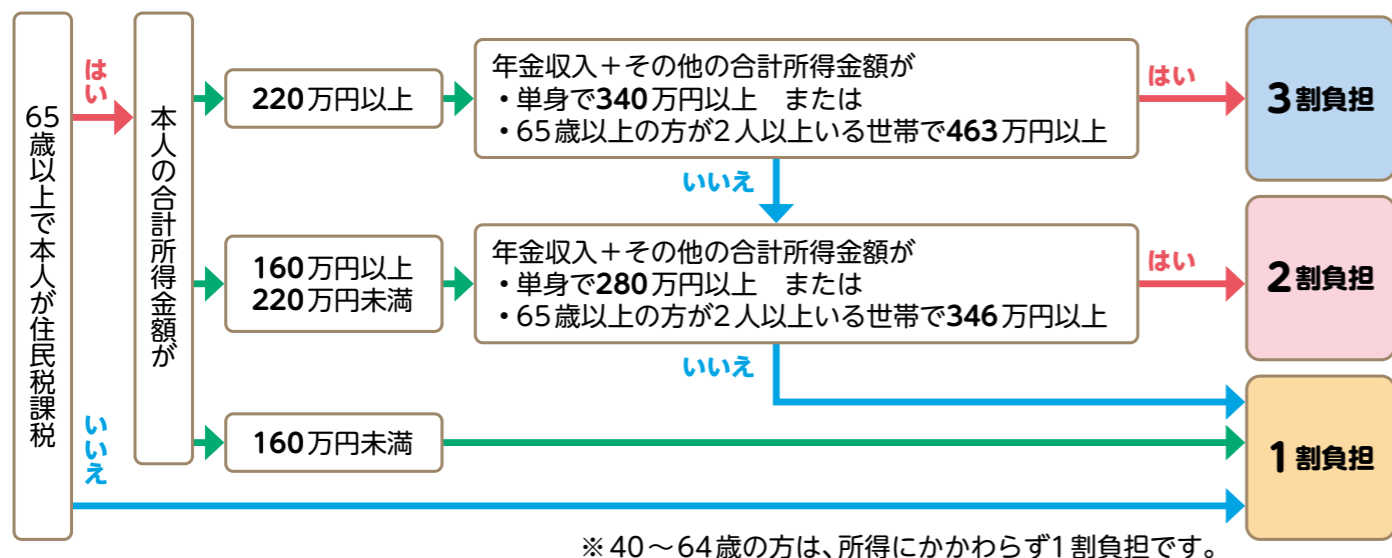 65歳以上で本人が住民税課税
はい
いいえ
本人の合計所得金額が
220万円以上
年金収入＋その他の合計所得金額が
・単身で340万円以上　または
・65歳以上の方が2人以上いる世帯で463万円以上
はい
3割負担
いいえ
160万円以上
220万円未満
年金収入＋その他の合計所得金額が
・単身で280万円以上　または
・65歳以上の方が2人以上いる世帯で346万円以上
はい
2割負担
いいえ
160万円未満
1割負担
※40～64歳の方は、所得にかかわらず1割負担です。